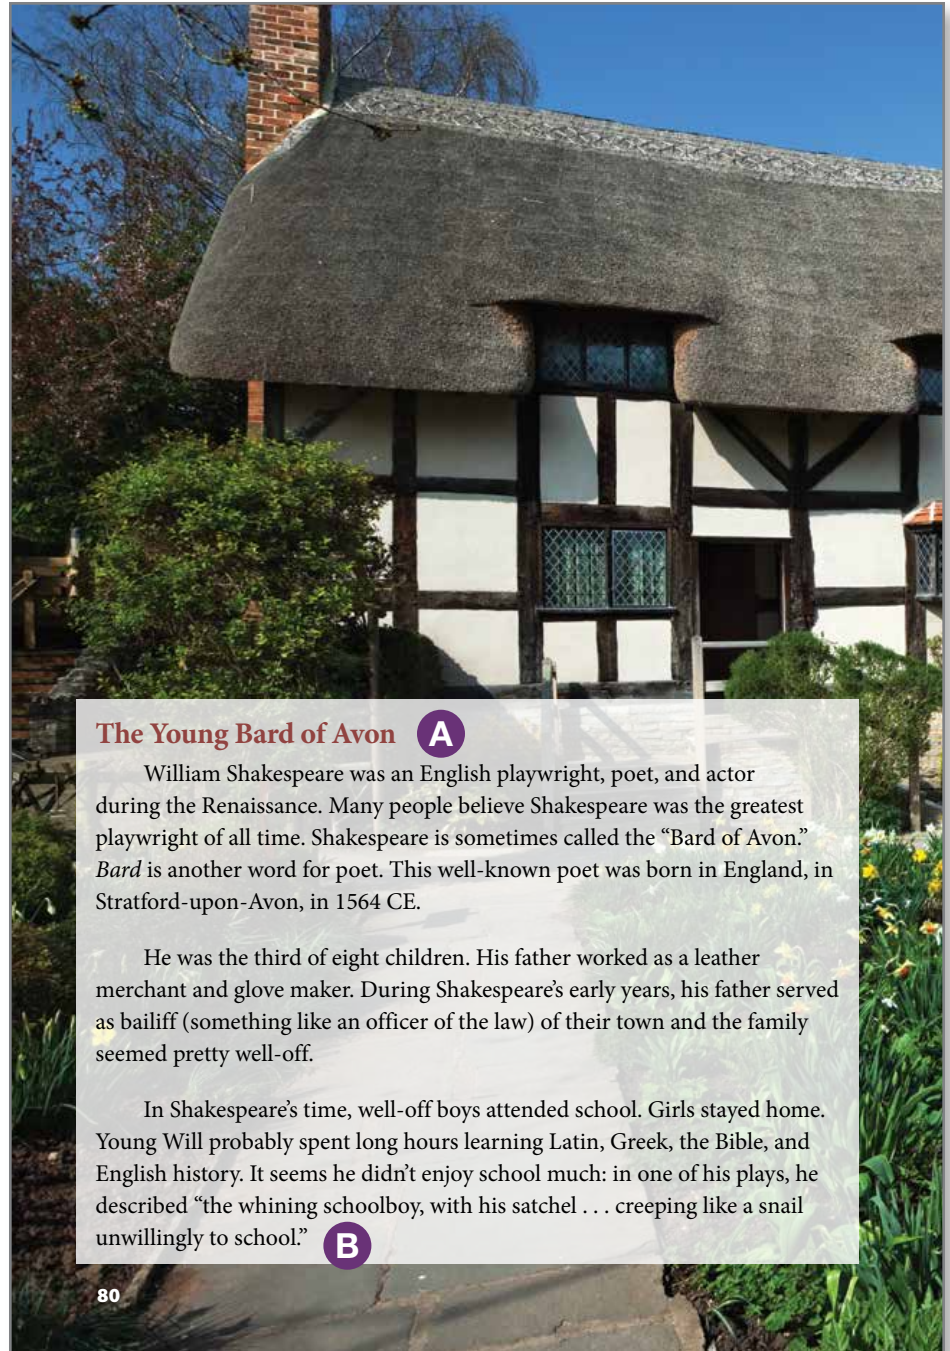 The Young Bard of Avon A
William Shakespeare was an English playwright, poet, and actor
during the Renaissance. Many people believe Shakespeare was the greatest
playwright of all time. Shakespeare is sometimes called the “Bard of Avon.”
Bard is another word for poet. This well-known poet was born in England, in
Stratford-upon-Avon, in 1564 CE.
He was the third of eight children. His father worked as a leather
merchant and glove maker. During Shakespeare’s early years, his father served
as bailiff (something like an officer of the law) of their town and the family
seemed pretty well-off.
In Shakespeare’s time, well-off boys attended school. Girls stayed home.
Young Will probably spent long hours learning Latin, Greek, the Bible, and
English history. It seems he didn’t enjoy school much: in one of his plays, he
described “the whining schoolboy, with his satchel . . . creeping like a snail
unwillingly to school.” B
80